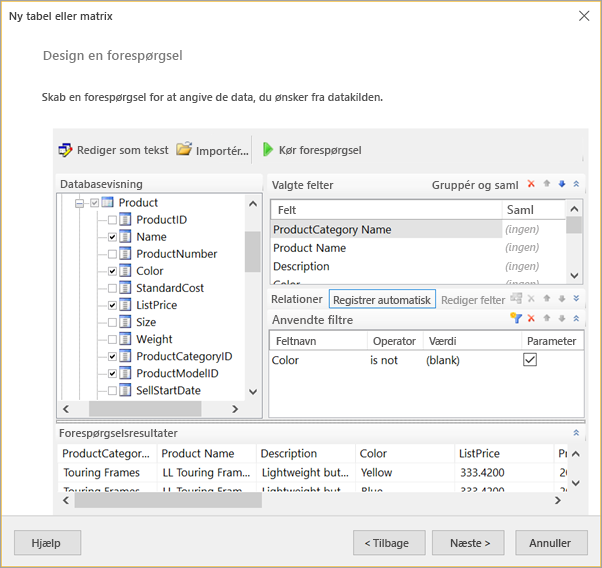 Ny tabel eller matrix
Design en forespørgsel
Skab en forespørgsel for at angive de data, du ønsker fra datakilden.
Rediger som tekst Importér... Kør forespørgsel
Databasevisning
Product
ProductID
Name
ProductNumber
Color
StandardCost
ListPrice
Size
Weight
ProductCategoryID
ProductModelID
SellStartDate
Valgte felter Gruppér og saml
Felt Saml
ProductCategory Name (ingen)
Product Name (ingen)
Description (ingen)
Color (ingen)
Relationer Registrer automatisk Rediger felter
Anvendte filtre
Feltnavn Operator Værdi Parameter
Color is not (blank)
Forespørgselsresultater
ProductCategor... Product Name Description Color ListPrice
Touring Frames LL Touring Fram... Lightweight but... Yellow 333.4200
Touring Frames LL Touring Fram... Lightweight but... Blue 333.4200
Hjælp < Tilbage Næste > Annuller